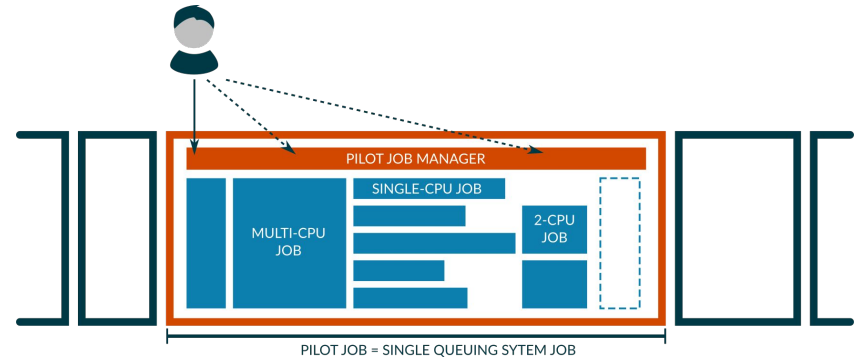 PILOT JOB MANAGER
SINGLE-CPU JOB
MULTI-CPU
JOB
2-CPU
JOB
PILOT JOB = SINGLE QUEUING SYTEM JOB